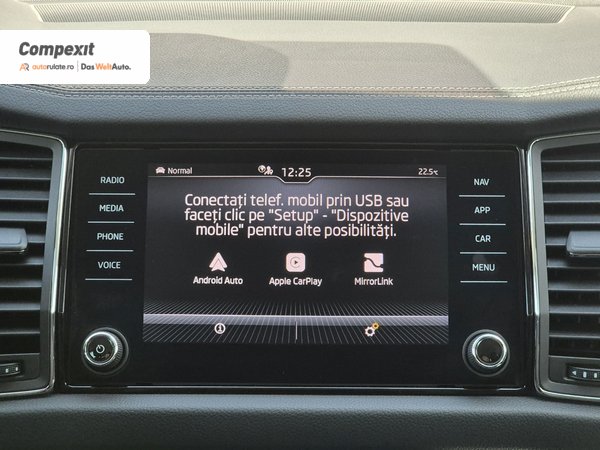 Compexit
autorulate.ro | Das WeltAuto.
Normal
12:25
22.5°C
RADIO
MEDIA
PHONE
VOICE
Conectați telef. mobil prin USB sau
faceți clic pe "Setup" - "Dispozitive
mobile" pentru alte posibilități.
Android Auto
Apple CarPlay
MirrorLink
NAV
APP
CAR
MENU